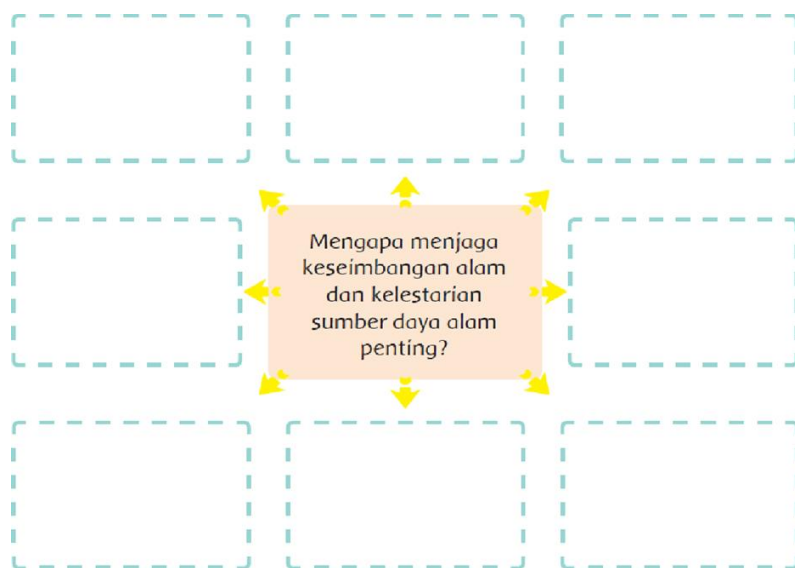 Mengapa menjaga
keseimbangan alam
dan kelestarian
sumber daya alam
penting?